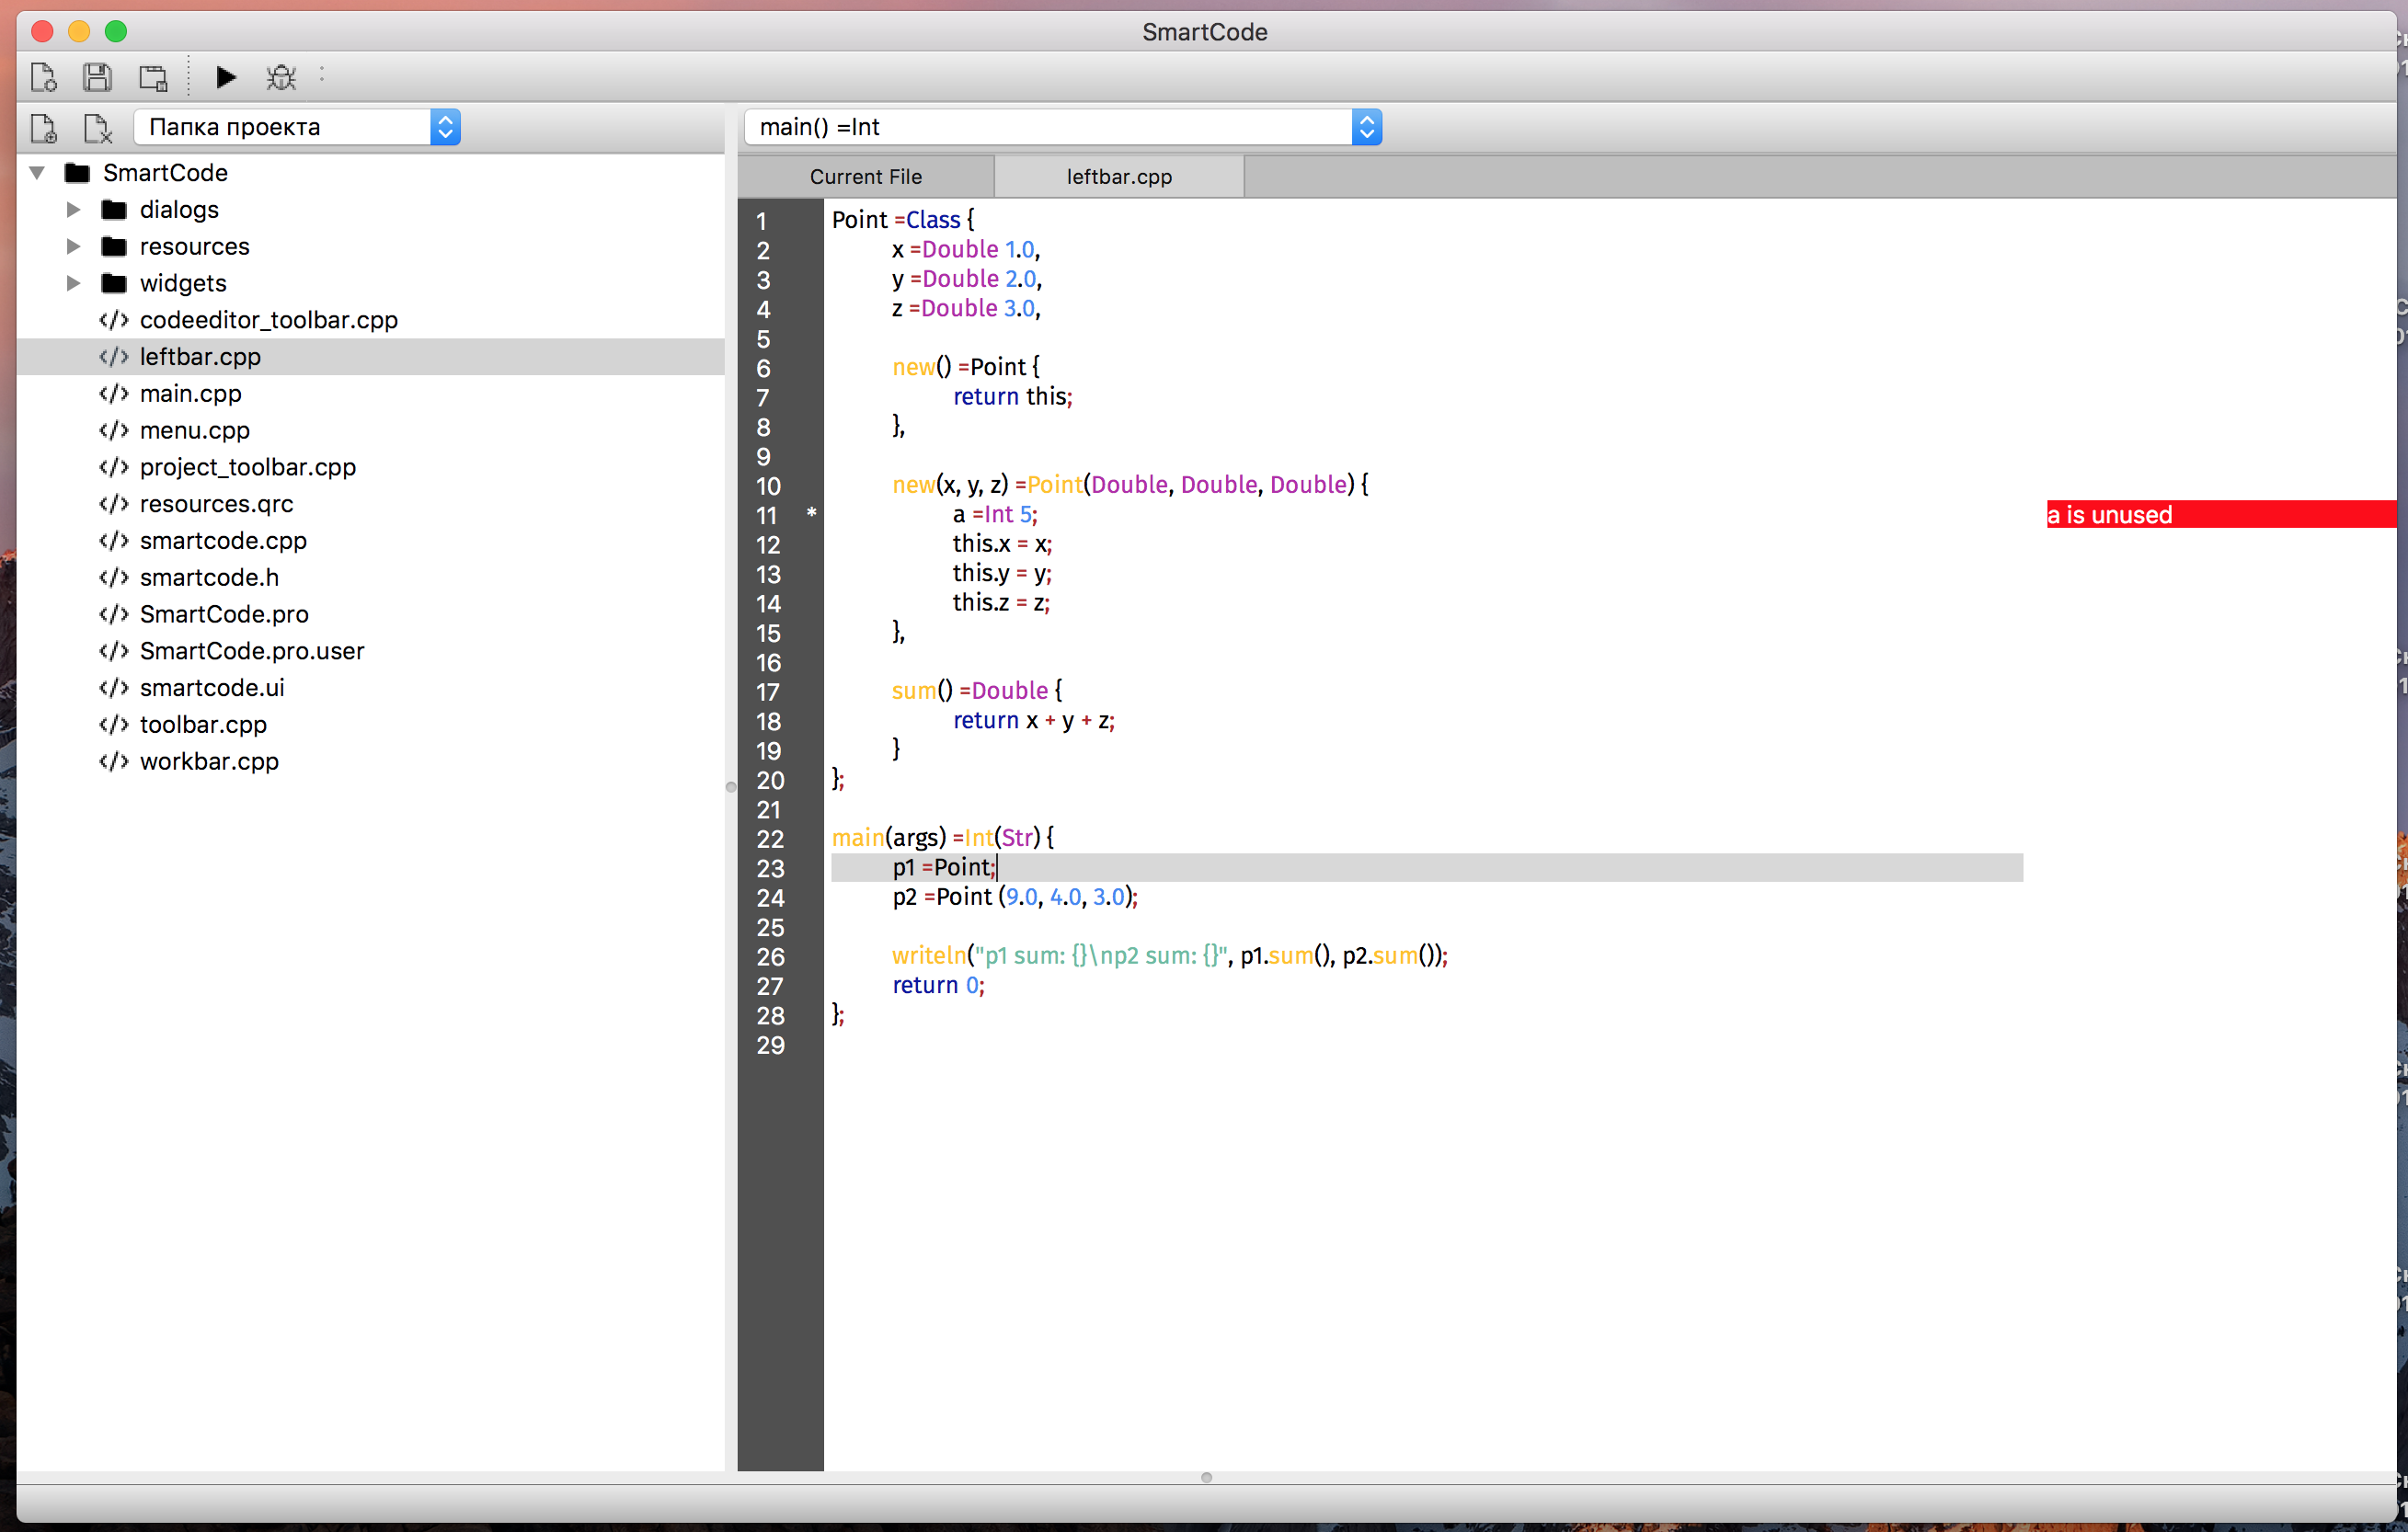 SmartCode
Папка проекта
main() =Int
SmartCode
dialogs
resources
widgets
codeeditor_toolbar.cpp
leftbar.cpp
main.cpp
menu.cpp
project_toolbar.cpp
resources.qrc
smartcode.cpp
smartcode.h
SmartCode.pro
SmartCode.pro.user
smartcode.ui
toolbar.cpp
workbar.cpp
Current File
leftbar.cpp
1 Point =Class {
2 x =Double 1.0,
3 y =Double 2.0,
4 z =Double 3.0,
5
6 new() =Point {
7 return this;
8 },
9
10 new(x, y, z) =Point(Double, Double, Double) {
11 * a =Int 5; a is unused
12 this.x = x;
13 this.y = y;
14 this.z = z;
15 },
16
17 sum() =Double {
18 return x + y + z;
19 }
20 };
21
22 main(args) =Int(Str) {
23 p1 =Point;
24 p2 =Point (9.0, 4.0, 3.0);
25
26 writeln("p1 sum: {}\np2 sum: {}", p1.sum(), p2.sum());
27 return 0;
28 };
29